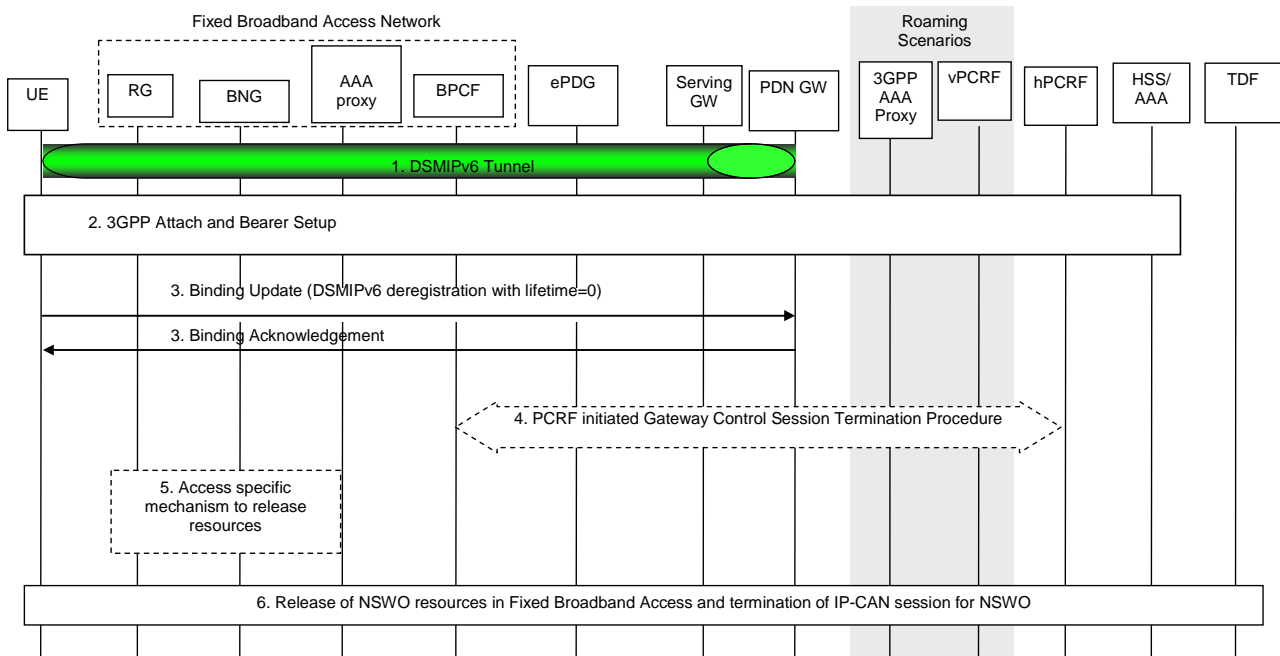 Fixed Broadband Access Network
Roaming
Scenarios
UE
RG
BNG
AAA
proxy
BPCF
ePDG
Serving
GW
PDN GW
3GPP
AAA
Proxy
vPCRF
hPCRF
HSS/
AAA
TDF
1. DSMIPv6 Tunnel
2. 3GPP Attach and Bearer Setup
3. Binding Update (DSMIPv6 deregistration with lifetime=0)
3. Binding Acknowledgement
4. PCRF initiated Gateway Control Session Termination Procedure
5. Access specific
mechanism to release
resources
6. Release of NSWO resources in Fixed Broadband Access and termination of IP-CAN session for NSWO